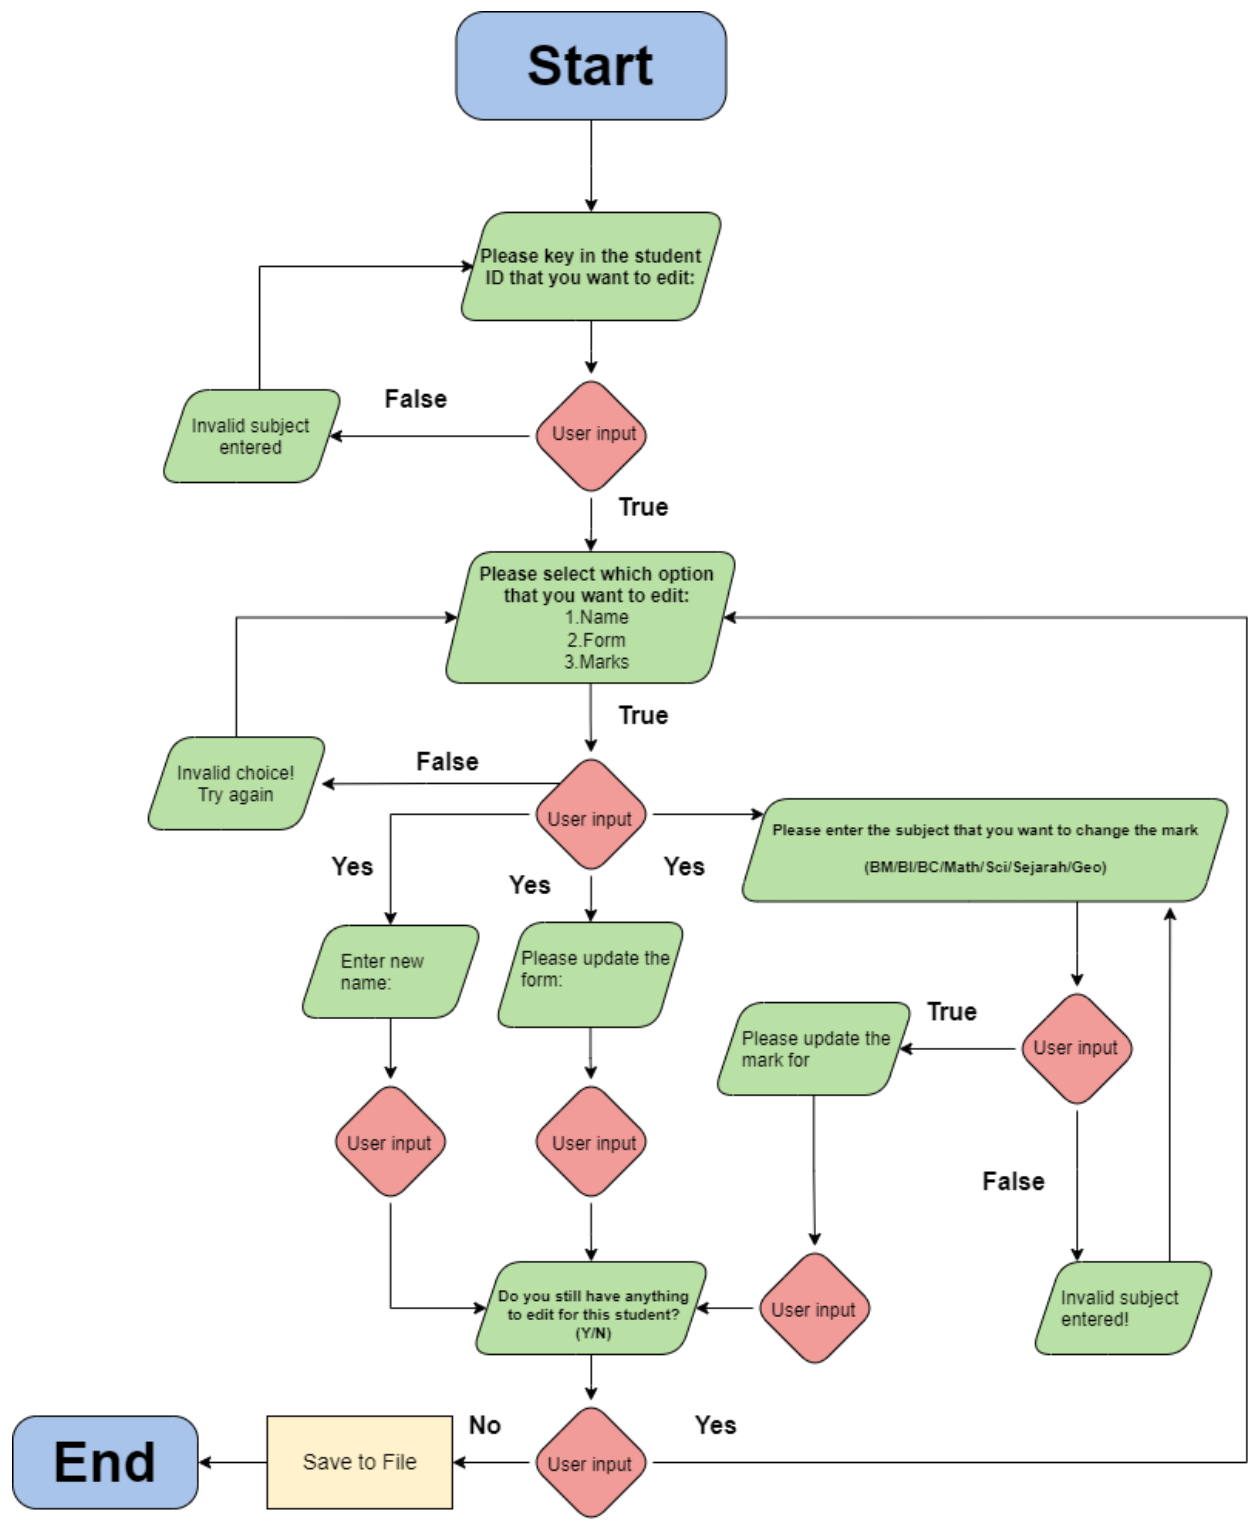 Start
Please key in the student
ID that you want to edit:
False
Invalid subject
entered
User input
True
Please select which option
that you want to edit:
1.Name
2.Form
3.Marks
True
False
Invalid choice!
Try again
User input
Please enter the subject that you want to change the mark
(BM/BI/BC/Math/Sci/Sejarah/Geo)
Yes
Yes
Yes
Enter new
name:
Please update the
form:
True
Please update the
mark for
User input
User input
User input
False
Do you still have anything
to edit for this student?
(Y/N)
User input
Invalid subject
entered!
No
Yes
End
Save to File
User input